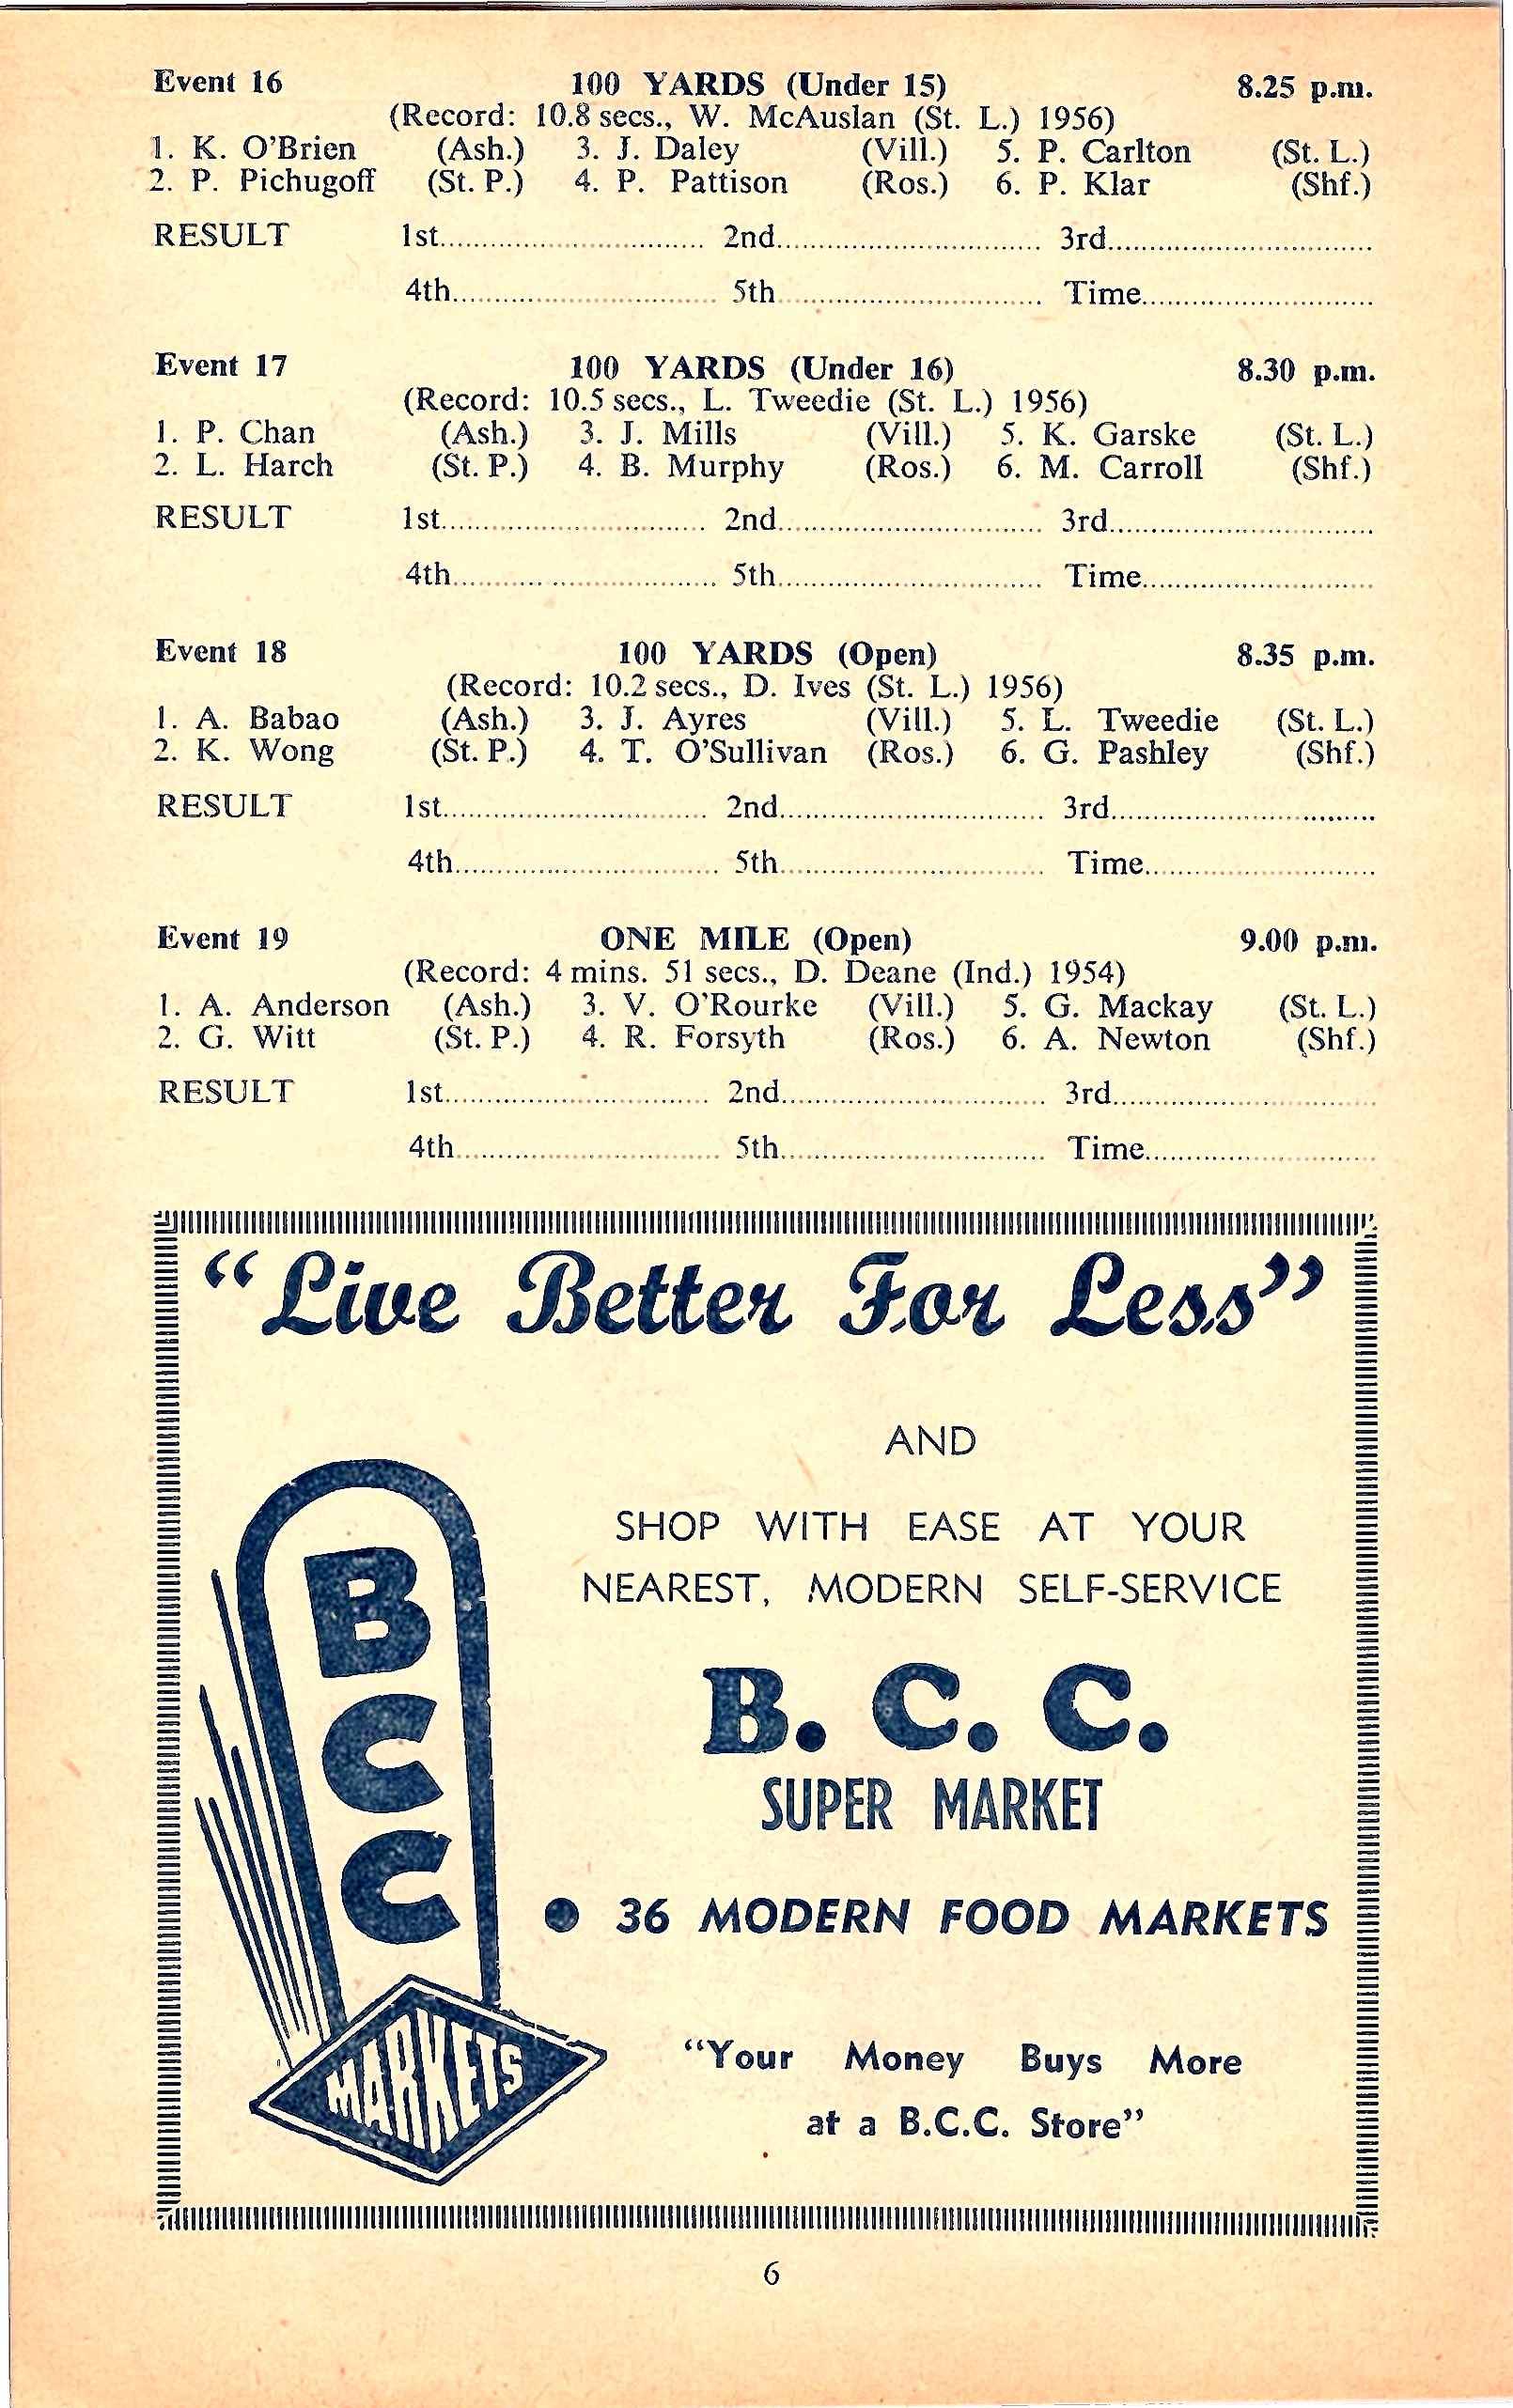 Event 16 100 YARDS (Under 15) 8.25 p.m.
(Record: 10.8 secs., W. McAuslan (St. L.) 1956)
1. K. O'Brien (Ash.) 3. J. Daley (Vill.) 5. P. Carlton (St. L.)
2. P. Pichugoff (St. P.) 4. P. Pattison (Ros.) 6. P. Klar (Shf.)
RESULT 1st................................ 2nd................................ 3rd................................
4th................................ 5th................................ Time............................
Event 17 100 YARDS (Under 16) 8.30 p.m.
(Record: 10.5 secs., L. Tweedie (St. L.) 1956)
1. P. Chan (Ash.) 3. J. Mills (Vill.) 5. K. Garske (St. L.)
2. L. Harch (St. P.) 4. B. Murphy (Ros.) 6. M. Carroll (Shf.)
RESULT 1st................................ 2nd................................ 3rd................................
4th................................ 5th................................ Time............................
Event 18 100 YARDS (Open) 8.35 p.m.
(Record: 10.2 secs., D. Ives (St. L.) 1956)
1. A. Babao (Ash.) 3. J. Ayres (Vill.) 5. L. Tweedie (St. L.)
2. K. Wong (St. P.) 4. T. O'Sullivan (Ros.) 6. G. Pashley (Shf.)
RESULT 1st................................ 2nd................................ 3rd................................
4th................................ 5th................................ Time............................
Event 19 ONE MILE (Open) 9.00 p.m.
(Record: 4 mins. 51 secs., D. Deane (Ind.) 1954)
1. A. Anderson (Ash.) 3. V. O'Rourke (Vill.) 5. G. Mackay (St. L.)
2. G. Witt (St. P.) 4. R. Forsyth (Ros.) 6. A. Newton (Shf.)
RESULT 1st................................ 2nd................................ 3rd................................
4th................................ 5th................................ Time............................
"Live Better For Less"
AND
SHOP WITH EASE AT YOUR
NEAREST, MODERN SELF-SERVICE
B. C. C.
SUPER MARKET
● 36 MODERN FOOD MARKETS
"Your Money Buys More
at a B.C.C. Store"
B
C
C
MARKETS
6